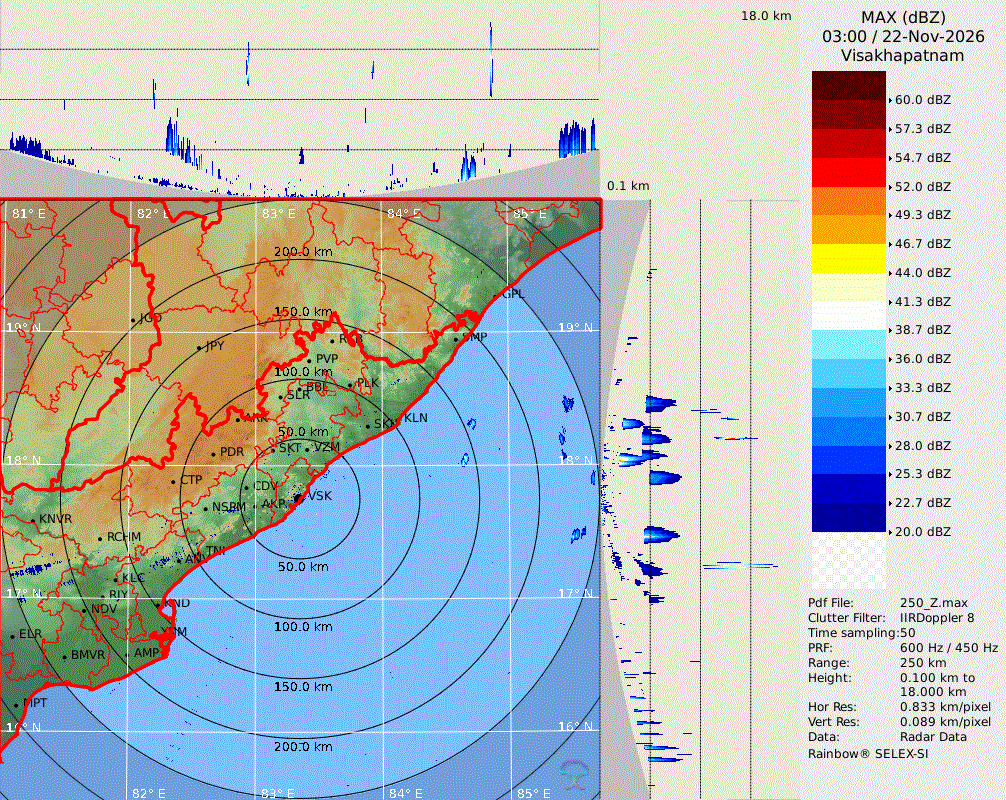 18.0 km
MAX (dBZ)
03:00 / 22-Nov-2026
Visakhapatnam
60.0 dBZ
57.3 dBZ
54.7 dBZ
52.0 dBZ
49.3 dBZ
46.7 dBZ
44.0 dBZ
41.3 dBZ
38.7 dBZ
36.0 dBZ
33.3 dBZ
30.7 dBZ
28.0 dBZ
25.3 dBZ
22.7 dBZ
20.0 dBZ
0.1 km
81° E
82° E
83° E
84° E
85° E
200.0 km
GPL
150.0 km
JGD
19° N
19° N
JPY
PVP
100.0 km
BBL
PLK
SLR
KLN
50.0 km
PDR
SKT
VZM
18° N
18° N
CTP
CDV
VSK
NSPM
AKP
KNVR
RCHM
TNI
50.0 km
KLC
RJY
17° N
17° N
KND
NDV
100.0 km
ELR
BMVR
AMP
150.0 km
MPT
16° N
16° N
200.0 km
82° E
83° E
84° E
85° E
Pdf File: 250_Z.max
Clutter Filter: IIRDoppler 8
Time sampling:50
PRF: 600 Hz / 450 Hz
Range: 250 km
Height: 0.100 km to
18.000 km
Hor Res: 0.833 km/pixel
Vert Res: 0.089 km/pixel
Data: Radar Data
Rainbow® SELEX-SI